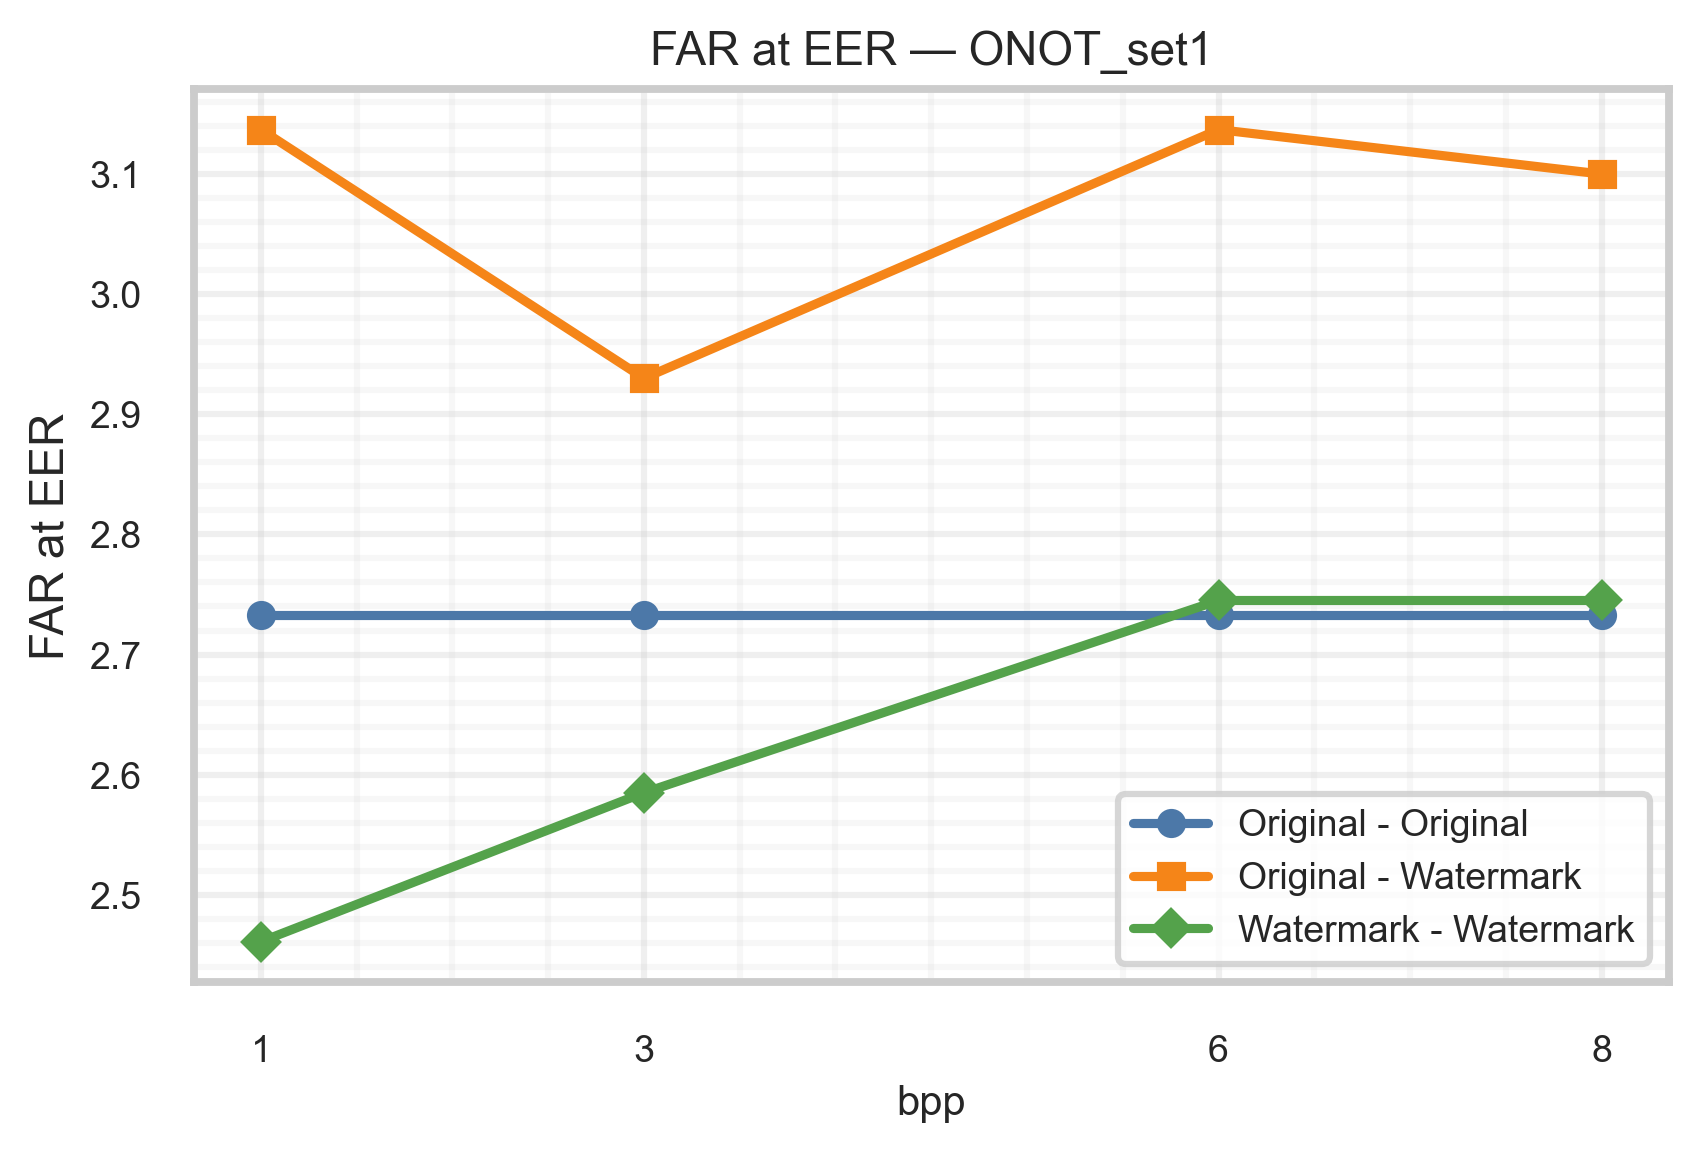 FAR at EER — ONOT_set1
FAR at EER
3.1
3.0
2.9
2.8
2.7
2.6
2.5
1 3 6 8
bpp
Original - Original
Original - Watermark
Watermark - Watermark